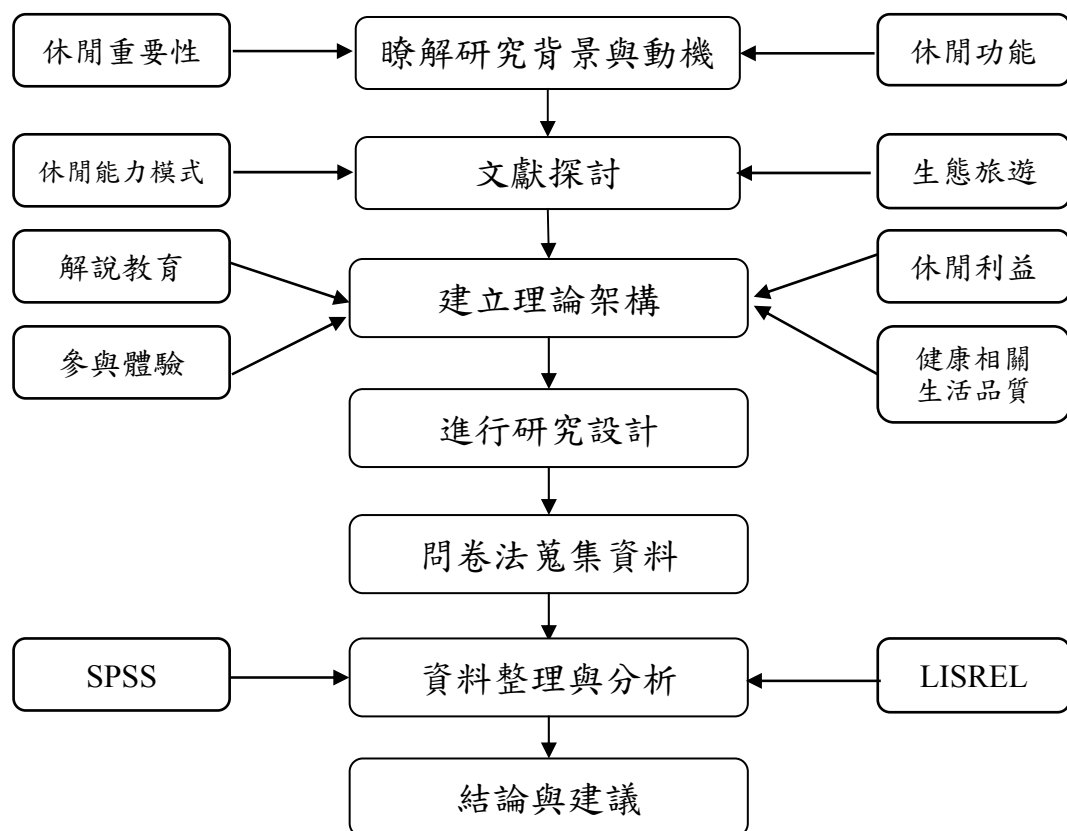 休閒重要性
瞭解研究背景與動機
休閒功能
休閒能力模式
文獻探討
生態旅遊
解說教育
建立理論架構
休閒利益
參與體驗
健康相關
生活品質
進行研究設計
問卷法蒐集資料
SPSS
資料整理與分析
LISREL
結論與建議